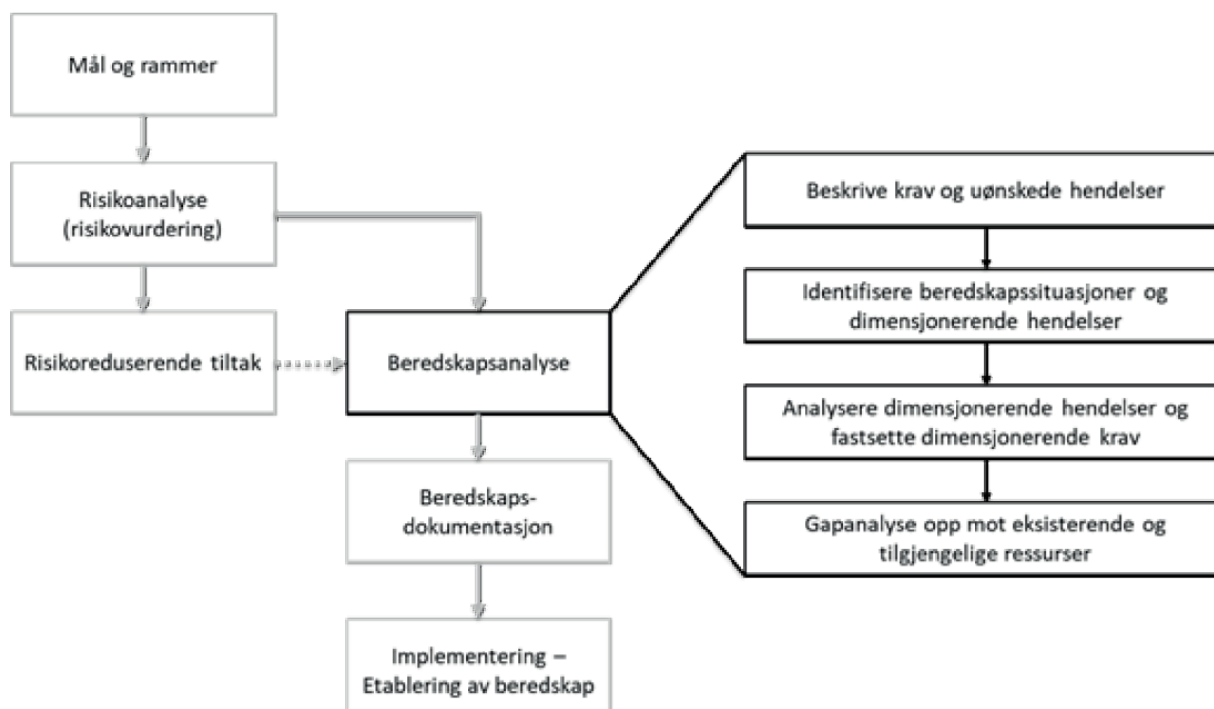 Mål og rammer
Risikoanalyse
(risikovurdering)
Risikoreduserende tiltak
Beredskapsanalyse
Beredskaps-
dokumentasjon
Implementering –
Etablering av beredskap
Beskrive krav og uønskede hendelser
Identifisere beredskapssituasjoner og
dimensjonerende hendelser
Analysere dimensjonerende hendelser og
fastsette dimensjonerende krav
Gapanalyse opp mot eksisterende og
tilgjengelige ressurser